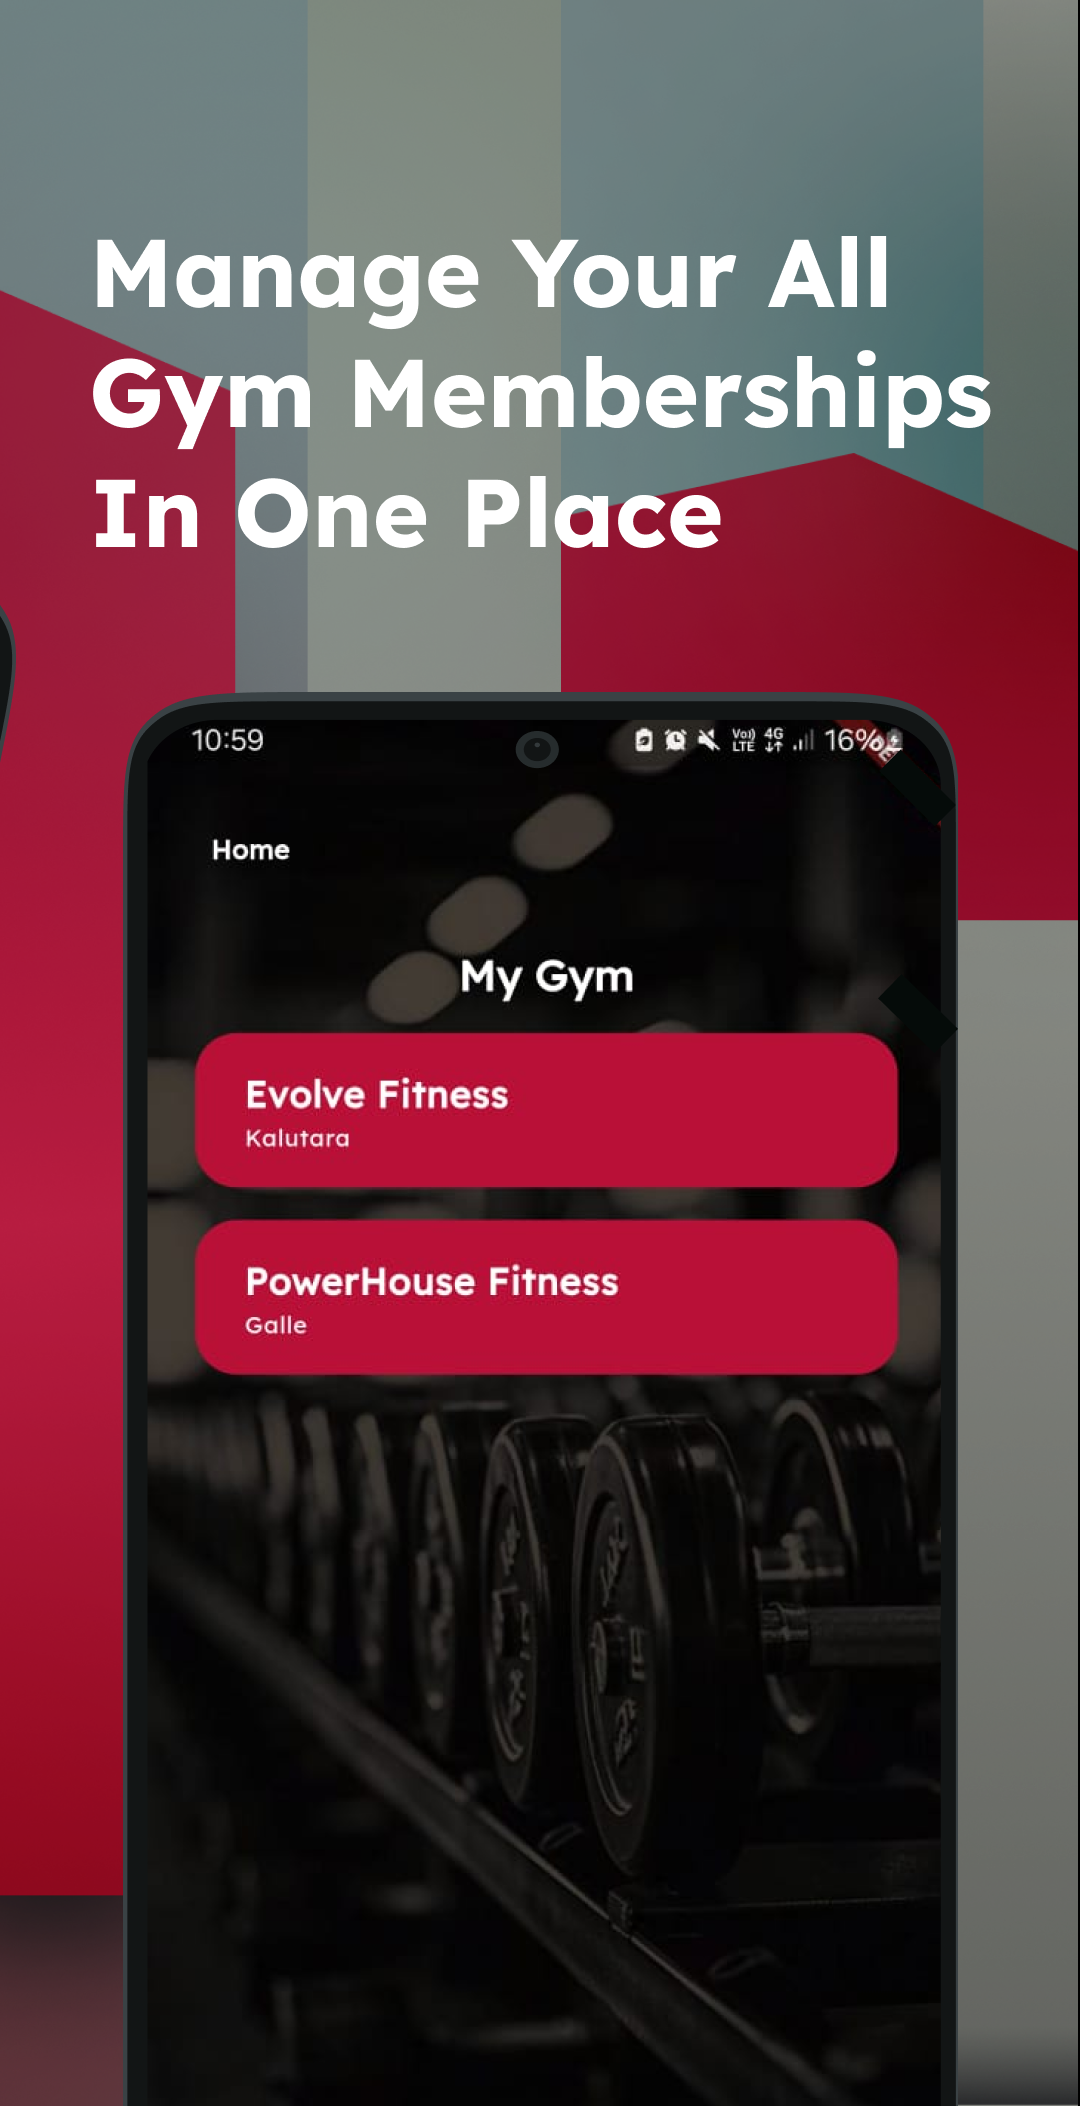 Manage Your All
Gym Memberships
In One Place
10:59
Vo) LTE 4G 16%
Home
My Gym
Evolve Fitness
Kalutara
PowerHouse Fitness
Galle